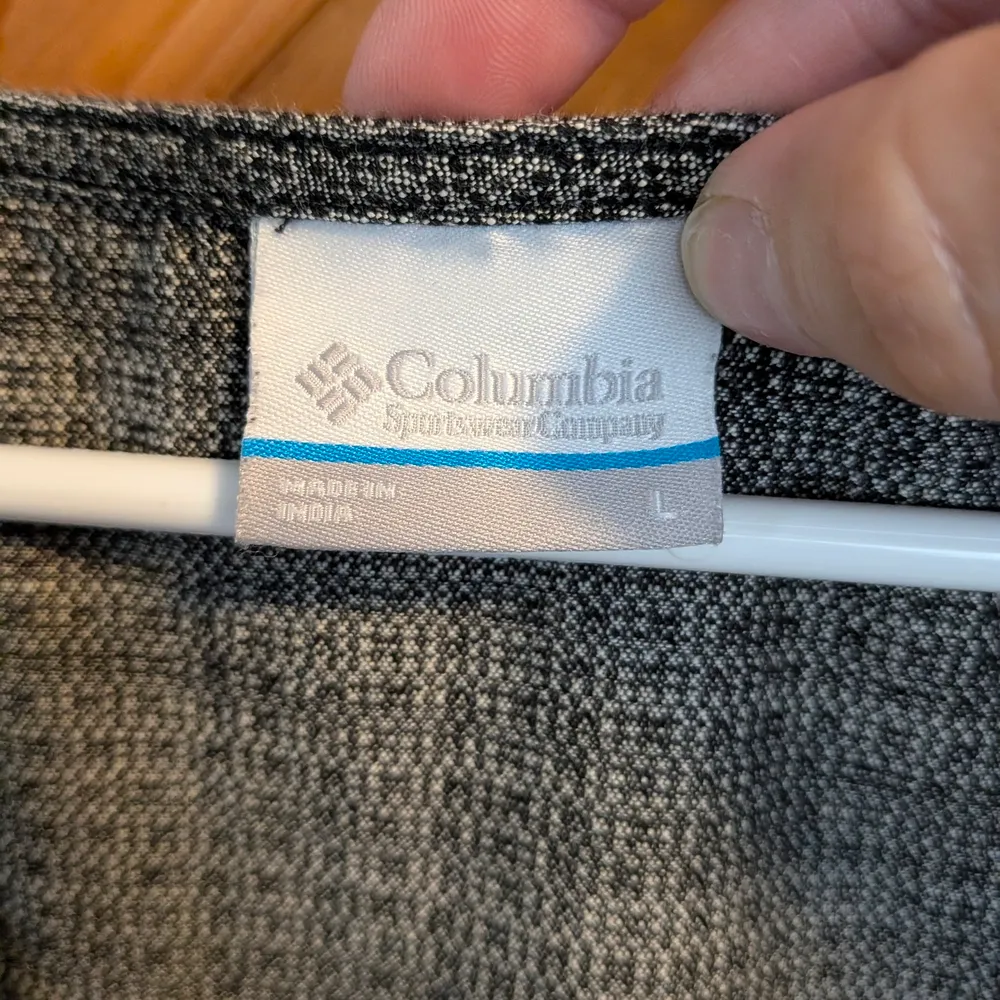 Columbia
Sportswear Company
MADE IN
INDIA
L